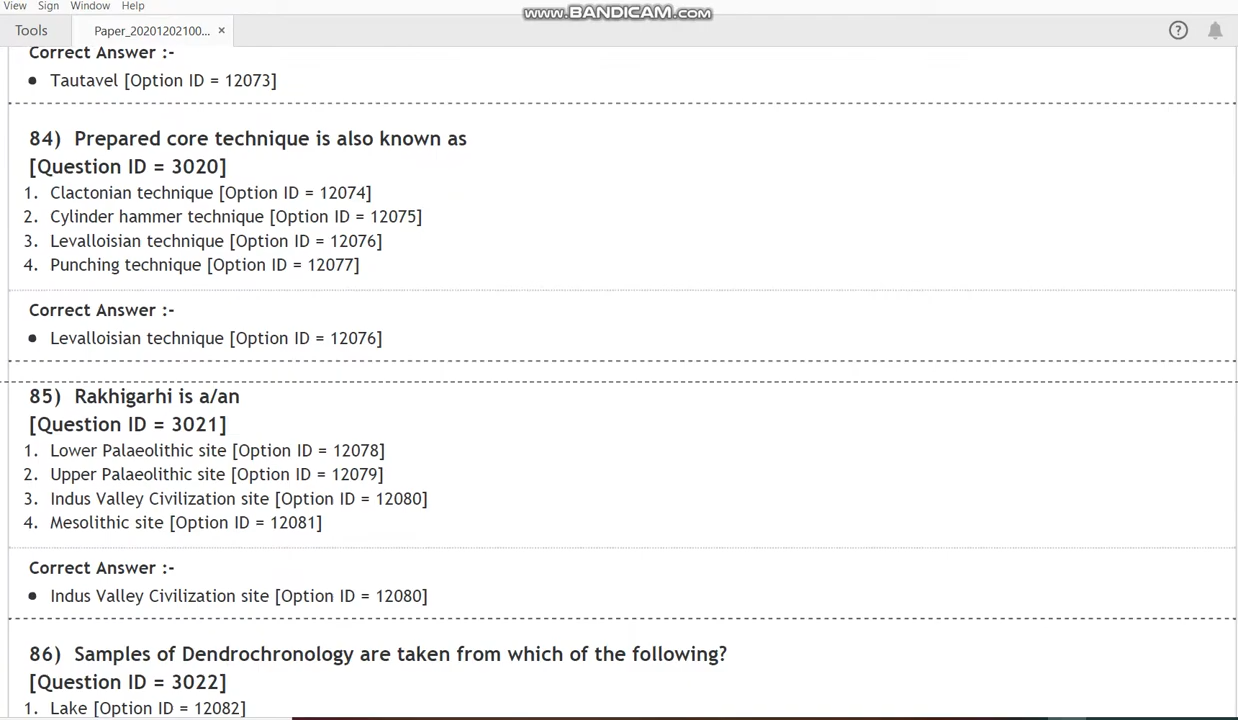 View Sign Window Help
www.BANDICAM.com
Tools Paper_20201202100... ×
Correct Answer :-
• Tautavel [Option ID = 12073]
84) Prepared core technique is also known as
[Question ID = 3020]
1. Clactonian technique [Option ID = 12074]
2. Cylinder hammer technique [Option ID = 12075]
3. Levalloisian technique [Option ID = 12076]
4. Punching technique [Option ID = 12077]
Correct Answer :-
• Levalloisian technique [Option ID = 12076]
85) Rakhigarhi is a/an
[Question ID = 3021]
1. Lower Palaeolithic site [Option ID = 12078]
2. Upper Palaeolithic site [Option ID = 12079]
3. Indus Valley Civilization site [Option ID = 12080]
4. Mesolithic site [Option ID = 12081]
Correct Answer :-
• Indus Valley Civilization site [Option ID = 12080]
86) Samples of Dendrochronology are taken from which of the following?
[Question ID = 3022]
1. Lake [Option ID = 12082]